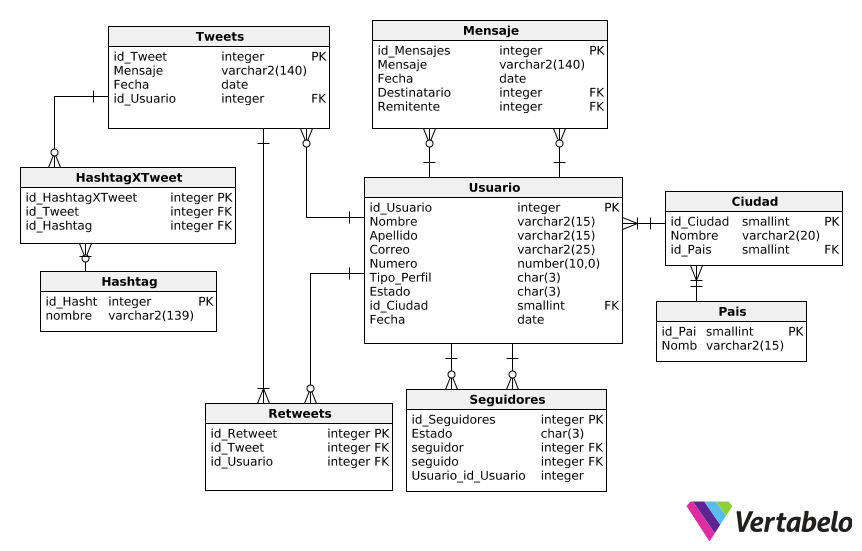 Tweets
id_Tweet integer PK
Mensaje varchar2(140)
Fecha date
id_Usuario integer FK
Mensaje
id_Mensajes integer PK
Mensaje varchar2(140)
Fecha date
Destinatario integer FK
Remitente integer FK
HashtagXTweet
id_HashtagXTweet integer PK
id_Tweet integer FK
id_Hashtag integer FK
Usuario
id_Usuario integer PK
Nombre varchar2(15)
Apellido varchar2(15)
Correo varchar2(25)
Numero number(10,0)
Tipo_Perfil char(3)
Estado char(3)
id_Ciudad smallint FK
Fecha date
Ciudad
id_Ciudad smallint PK
Nombre varchar2(20)
id_Pais smallint FK
Hashtag
id_Hasht integer PK
nombre varchar2(139)
Pais
id_Pai smallint PK
Nomb varchar2(15)
Retweets
id_Retweet integer PK
id_Tweet integer FK
id_Usuario integer FK
Seguidores
id_Seguidores integer PK
Estado char(3)
seguidor integer FK
seguido integer FK
Usuario_id_Usuario integer
Vertabelo